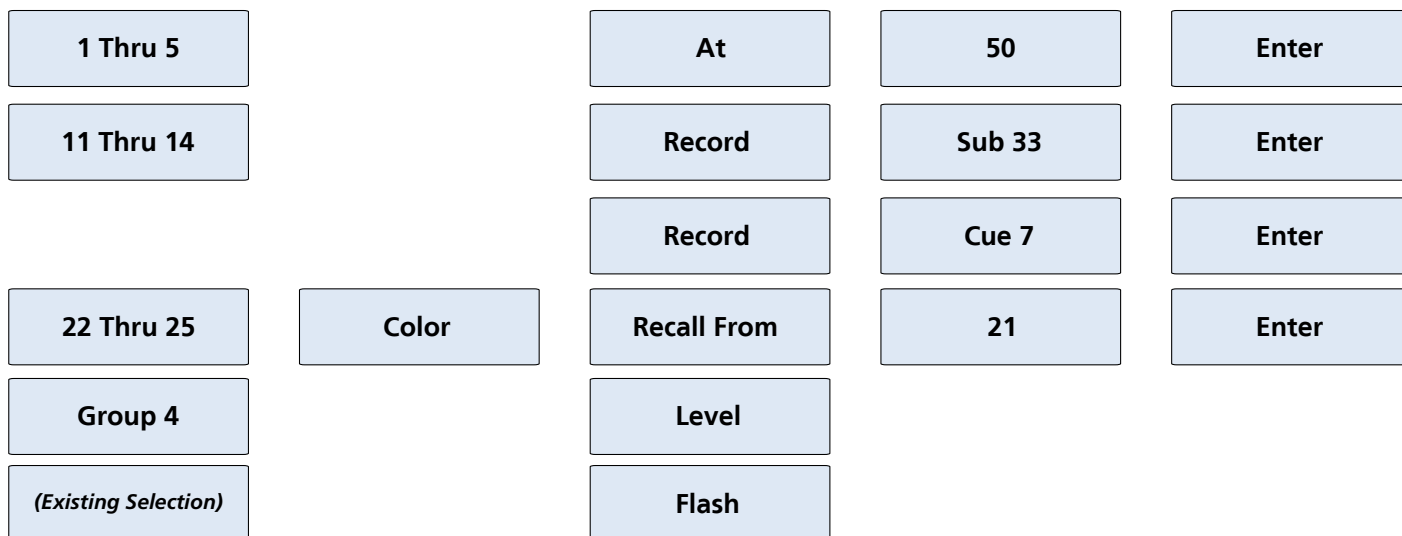 1 Thru 5 At 50 Enter
11 Thru 14 Record Sub 33 Enter
Record Cue 7 Enter
22 Thru 25 Color Recall From 21 Enter
Group 4 Level
(Existing Selection) Flash